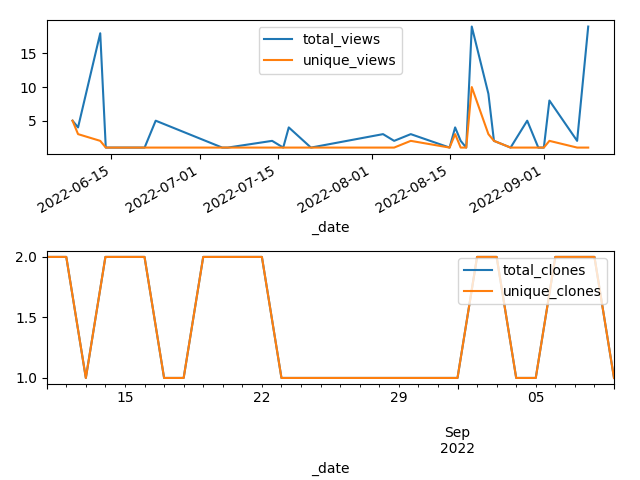 total_views
unique_views
15
10
5
2022-06-15
2022-07-01
2022-07-15
2022-08-01
2022-08-15
2022-09-01
_date
total_clones
unique_clones
2.0
1.5
1.0
15
22
29
05
Sep
2022
_date